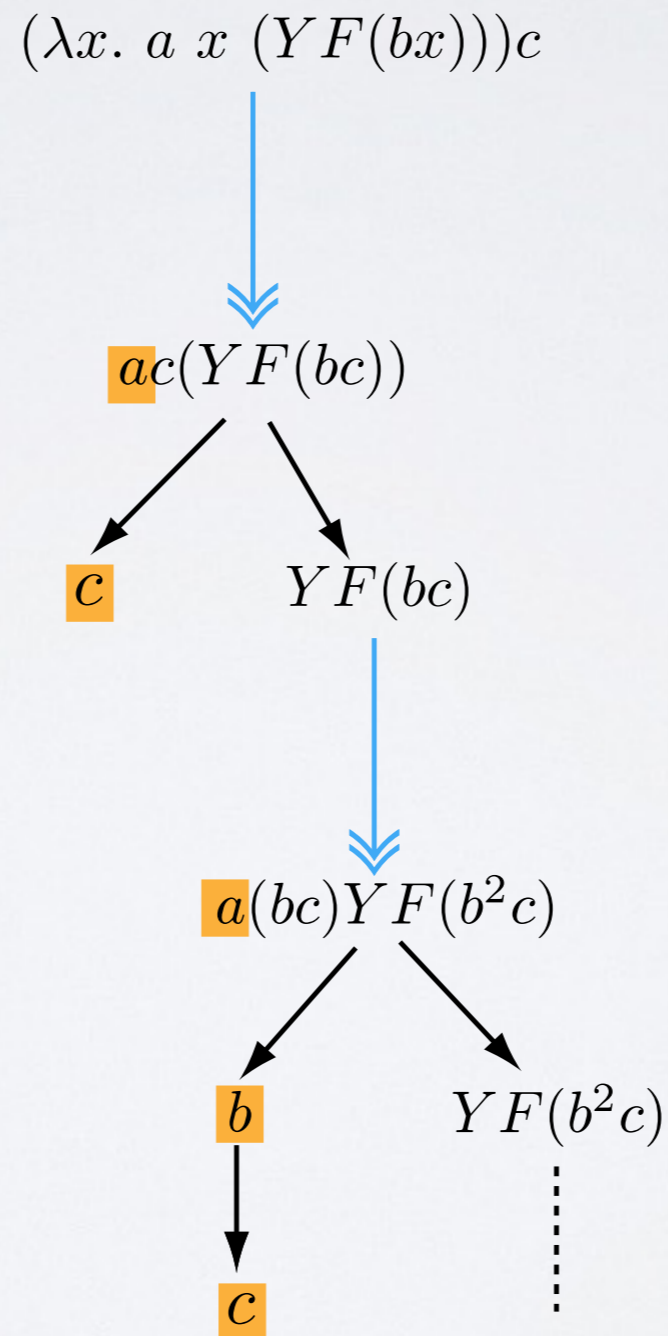 (λx. a x (YF(bx)))c
ac(YF(bc))
c YF(bc)
a(bc)YF(b²c)
b YF(b²c)
c